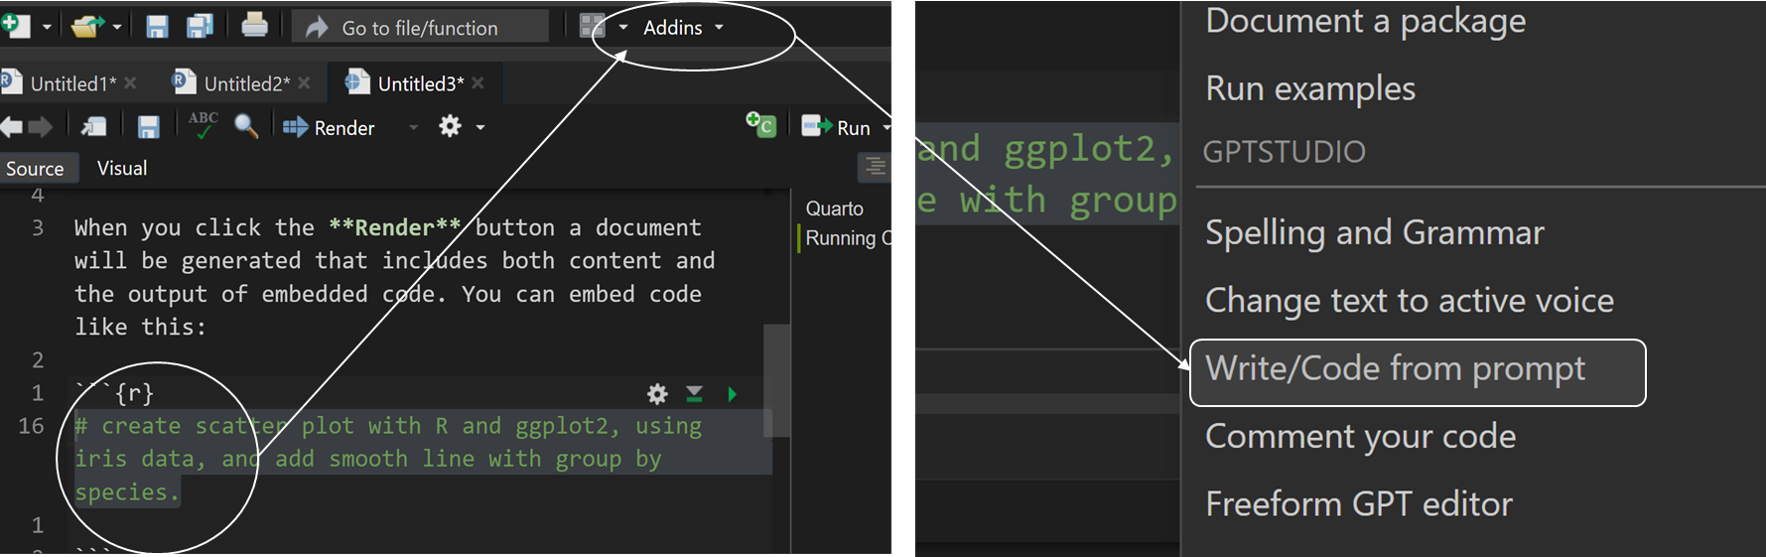 Go to file/function
Addins
Untitled1*
Untitled2*
Untitled3*
ABC
Render
C
Run
Source
Visual
4
3 When you click the **Render** button a document
will be generated that includes both content and
the output of embedded code. You can embed code
like this:
2
1 ```{r}
16 # create scatter plot with R and ggplot2, using
iris data, and add smooth line with group by
species.
1
```
Quarto
Running C
Document a package
Run examples
GPTSTUDIO
and ggplot2,
e with group
Spelling and Grammar
Change text to active voice
Write/Code from prompt
Comment your code
Freeform GPT editor